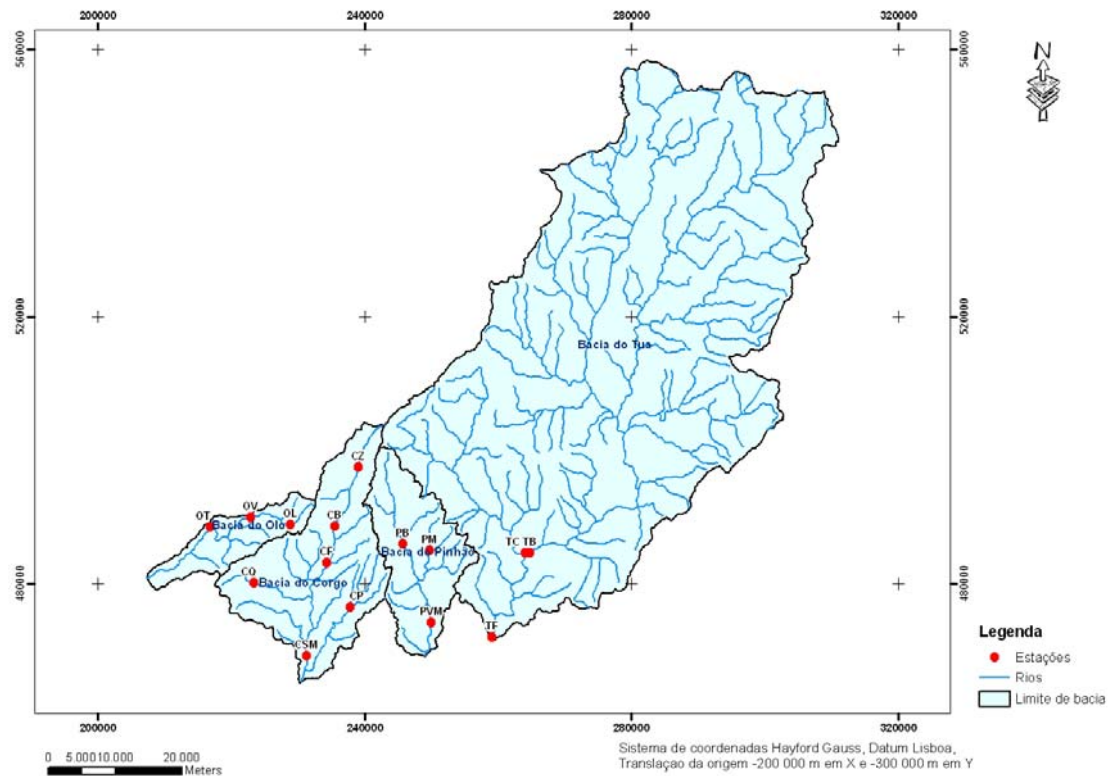 200000 240000 280000 320000
560000 560000
N
520000 520000
Bacia do Tua
CZ
OT OV OL CB
Bacia do Olo
PB PM TC TB
Bacia do Pinhão
CF
CQ
Bacia do Corgo
480000 480000
CP
PVM
TF
CSM
Legenda
Estações
Rios
Limite de bacia
200000 240000 280000 320000
0 5.00010.000 20.000
Meters
Sistema de coordenadas Hayford Gauss, Datum Lisboa,
Translaçao da origem -200 000 m em X e -300 000 m em Y